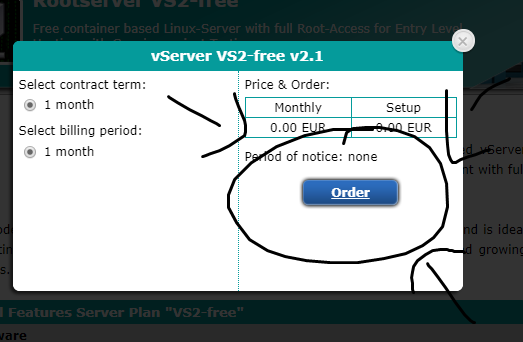 Rootserver VS2-free
Free container based Linux-Server with full Root-Access for Entry Level
vServer VS2-free v2.1
Select contract term:
1 month
Select billing period:
1 month
Price & Order:
Monthly Setup
0.00 EUR 0.00 EUR
Period of notice: none
Order
vServer
nt with full
nd is idea
d growing
Features Server Plan "VS2-free"
ware